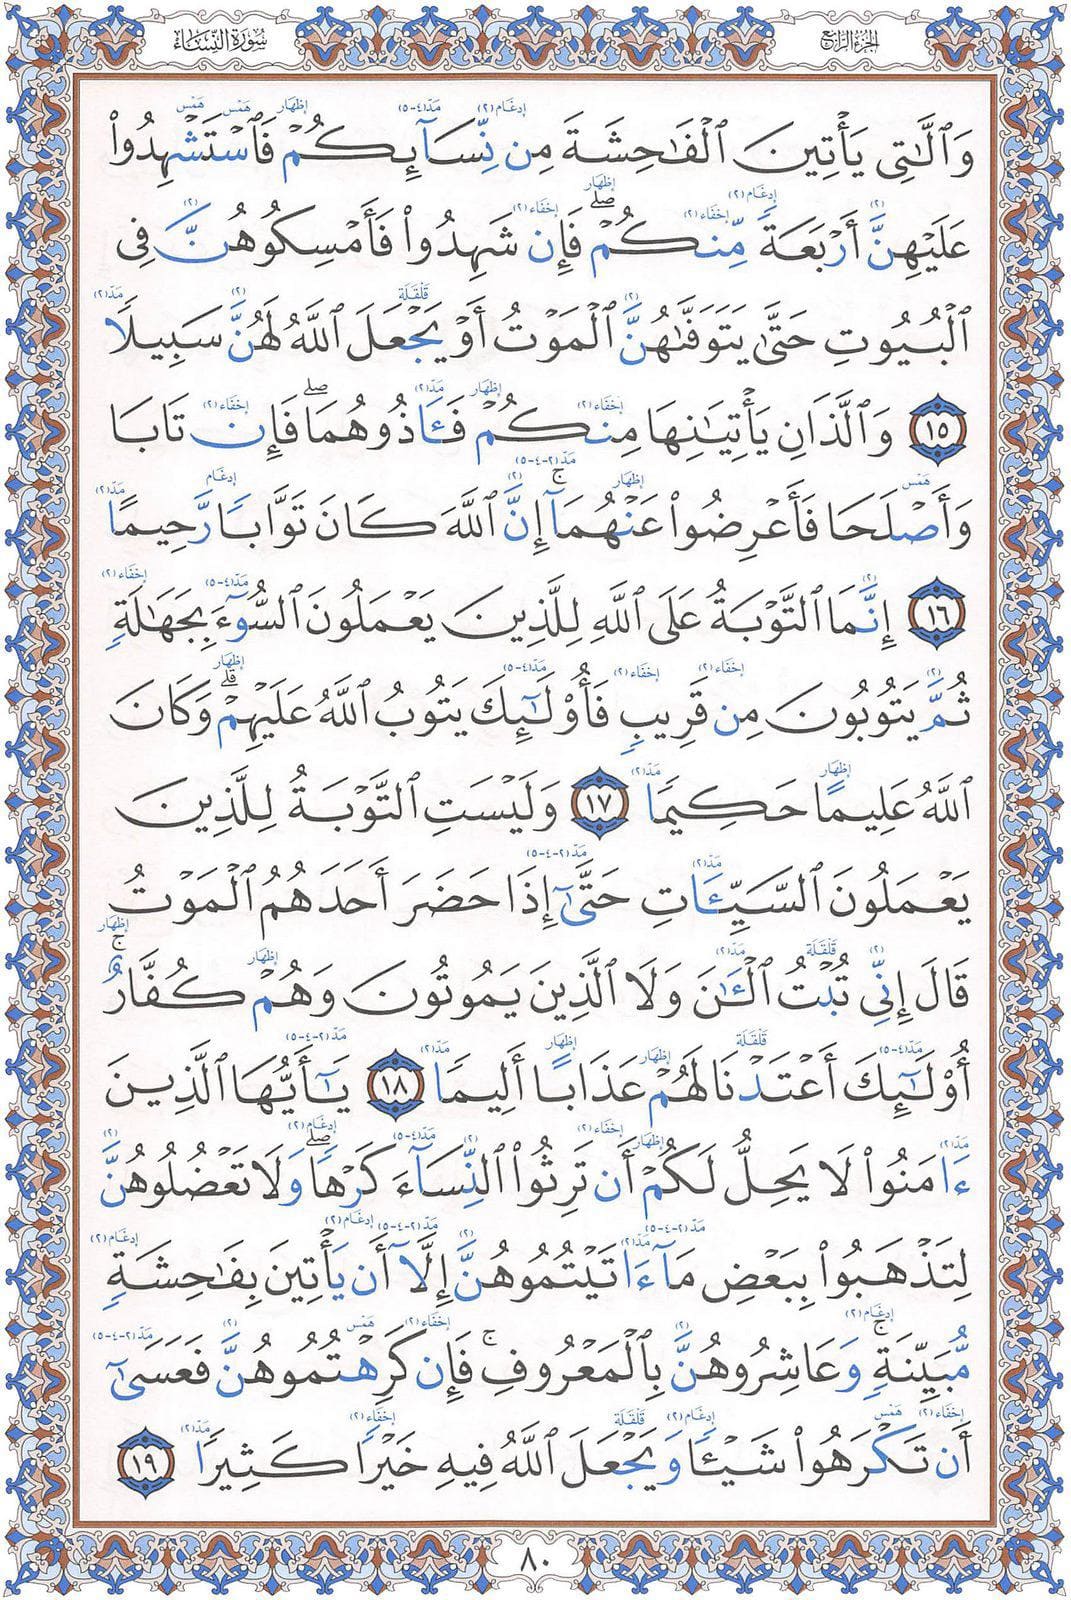 الجزء الرابع
سورة النساء
وَٱلَّٰتِى يَأۡتِينَ ٱلۡفَٰحِشَةَ مِن نِّسَآئِكُمۡ فَٱسۡتَشۡهِدُوا۟
عَلَيۡهِنَّ أَرۡبَعَةً مِّنكُمۡۖ فَإِن شَهِدُوا۟ فَأَمۡسِكُوهُنَّ فِى
ٱلۡبُيُوتِ حَتَّىٰ يَتَوَفَّىٰهُنَّ ٱلۡمَوۡتُ أَوۡ يَجۡعَلَ ٱللَّهُ لَهُنَّ سَبِيلًا
١٥ وَٱلَّذَانِ يَأۡتِيَٰنِهَا مِنكُمۡ فَـَٔاذُوهُمَاۖ فَإِن تَابَا
وَأَصۡلَحَا فَأَعۡرِضُوا۟ عَنۡهُمَآۚ إِنَّ ٱللَّهَ كَانَ تَوَّابًا رَّحِيمًا
١٦ إِنَّمَا ٱلتَّوۡبَةُ عَلَى ٱللَّهِ لِلَّذِينَ يَعۡمَلُونَ ٱلسُّوٓءَ بِجَهَٰلَةٍ
ثُمَّ يَتُوبُونَ مِن قَرِيبٍ فَأُو۟لَٰٓئِكَ يَتُوبُ ٱللَّهُ عَلَيۡهِمۡۗ وَكَانَ
ٱللَّهُ عَلِيمًا حَكِيمًا ١٧ وَلَيۡسَتِ ٱلتَّوۡبَةُ لِلَّذِينَ
يَعۡمَلُونَ ٱلسَّيِّـَٔاتِ حَتَّىٰٓ إِذَا حَضَرَ أَحَدَهُمُ ٱلۡمَوۡتُ
قَالَ إِنِّى تُبۡتُ ٱلۡـَٰٔنَ وَلَا ٱلَّذِينَ يَمُوتُونَ وَهُمۡ كُفَّارٌۚ
أُو۟لَٰٓئِكَ أَعۡتَدۡنَا لَهُمۡ عَذَابًا أَلِيمًا ١٨ يَٰٓأَيُّهَا ٱلَّذِينَ
ءَامَنُوا۟ لَا يَحِلُّ لَكُمۡ أَن تَرِثُوا۟ ٱلنِّسَآءَ كَرۡهًاۖ وَلَا تَعۡضُلُوهُنَّ
لِتَذۡهَبُوا۟ بِبَعۡضِ مَآ ءَاتَيۡتُمُوهُنَّ إِلَّآ أَن يَأۡتِينَ بِفَٰحِشَةٍ
مُّبَيِّنَةٍۚ وَعَاشِرُوهُنَّ بِٱلۡمَعۡرُوفِۚ فَإِن كَرِهۡتُمُوهُنَّ فَعَسَىٰٓ
أَن تَكۡرَهُوا۟ شَيۡـًٔا وَيَجۡعَلَ ٱللَّهُ فِيهِ خَيۡرًا كَثِيرًا ١٩
٨٠